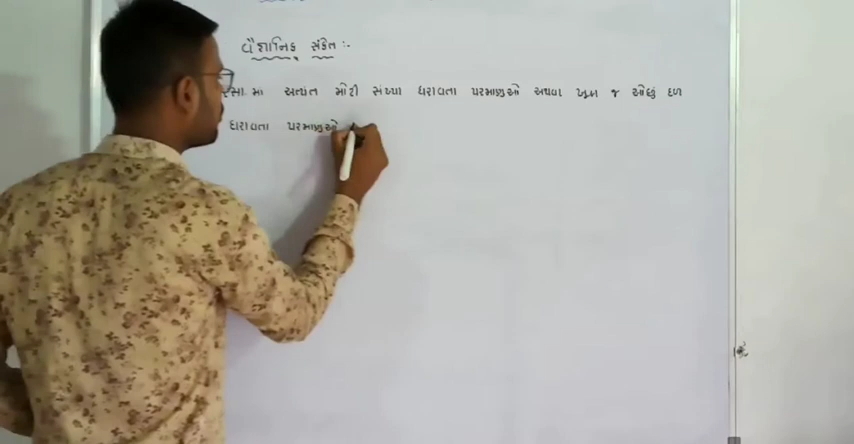 વૈજ્ઞાનિક સંકેત :-
મા અત્યંત મોટી સંખ્યા ધરાવતા પરમાણુઓ અથવા ખૂબ જ ઓછું દળ
ધરાવતા પરમાણુઓ